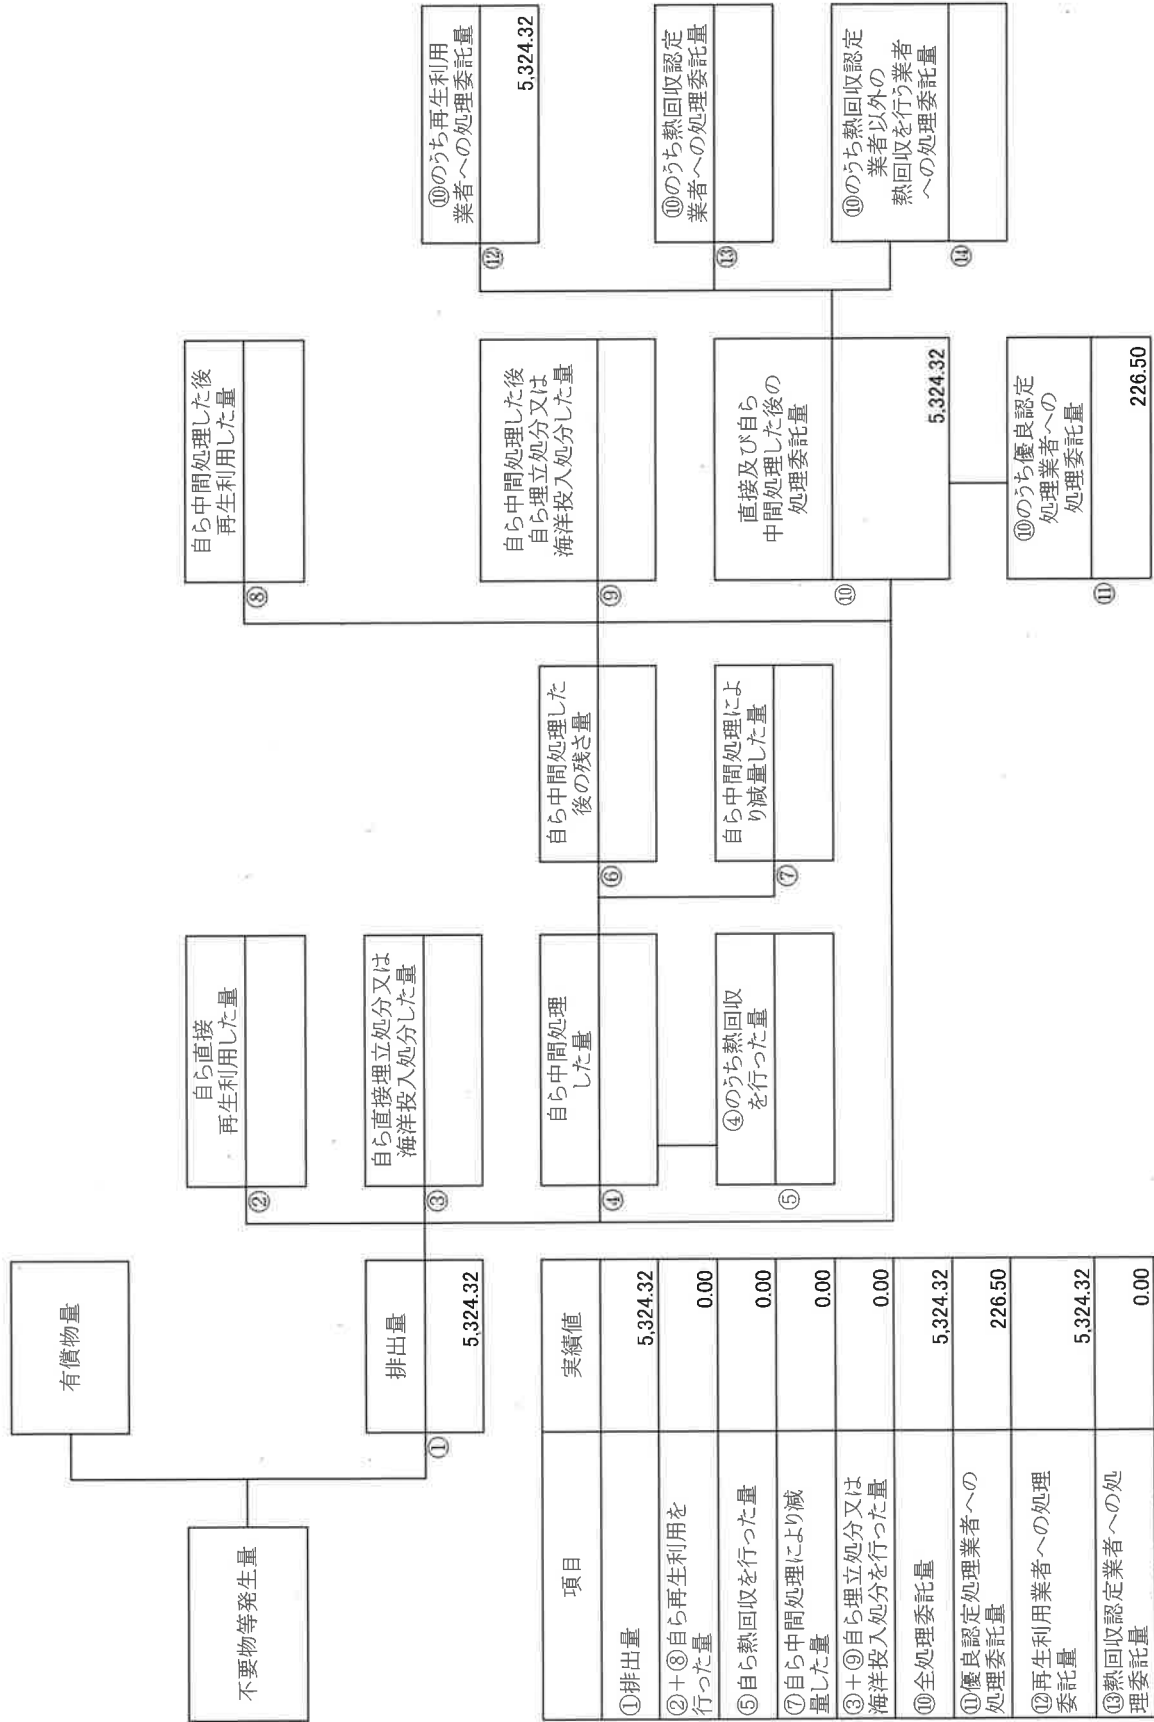 不要物等発生量
有償物量
①
排出量
5,324.32
②
自ら直接
再生利用した量
③
自ら直接埋立処分又は
海洋投入処分した量
④
自ら中間処理
した量
⑤
④のうち熱回収
を行った量
⑥
自ら中間処理した
後の残さ量
⑦
自ら中間処理によ
り減量した量
⑧
自ら中間処理した後
再生利用した量
⑨
自ら中間処理した後
自ら埋立処分又は
海洋投入処分した量
⑩
直接及び自ら
中間処理した後の
処理委託量
5,324.32
⑪
⑩のうち優良認定
処理業者への
処理委託量
226.50
⑫
⑩のうち再生利用
業者への処理委託量
5,324.32
⑬
⑩のうち熱回収認定
業者への処理委託量
⑭
⑩のうち熱回収認定
業者以外の
熱回収を行う業者
への処理委託量
項目 実績値
①排出量 5,324.32
②+⑧自ら再生利用を
行った量 0.00
⑤自ら熱回収を行った量 0.00
⑦自ら中間処理により減
量した量 0.00
③+⑨自ら埋立処分又は
海洋投入処分を行った量 0.00
⑩全処理委託量 5,324.32
⑪優良認定処理業者への
処理委託量 226.50
⑫再生利用業者への処理
委託量 5,324.32
⑬熱回収認定業者への処
理委託量 0.00